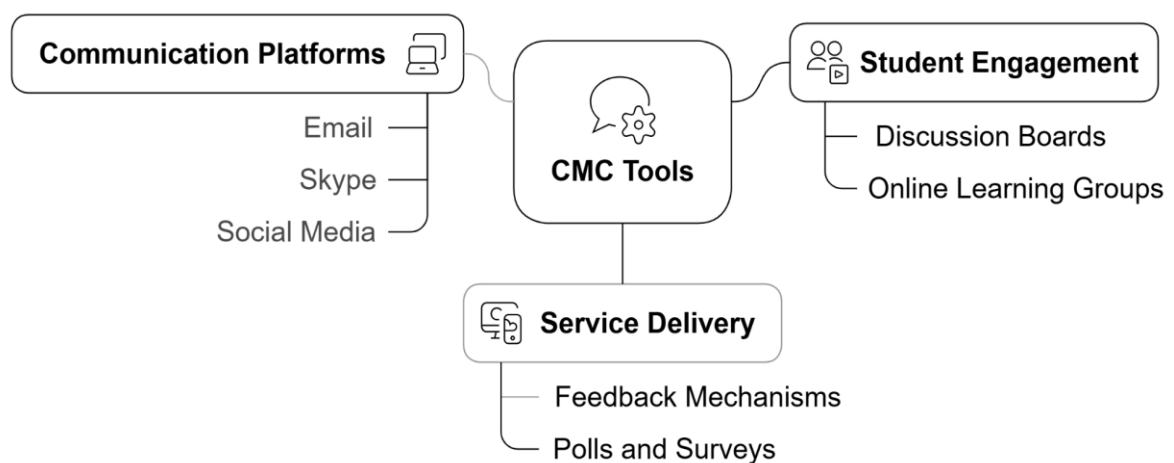 Communication Platforms
Email
Skype
Social Media
CMC Tools
Student Engagement
Discussion Boards
Online Learning Groups
Service Delivery
Feedback Mechanisms
Polls and Surveys